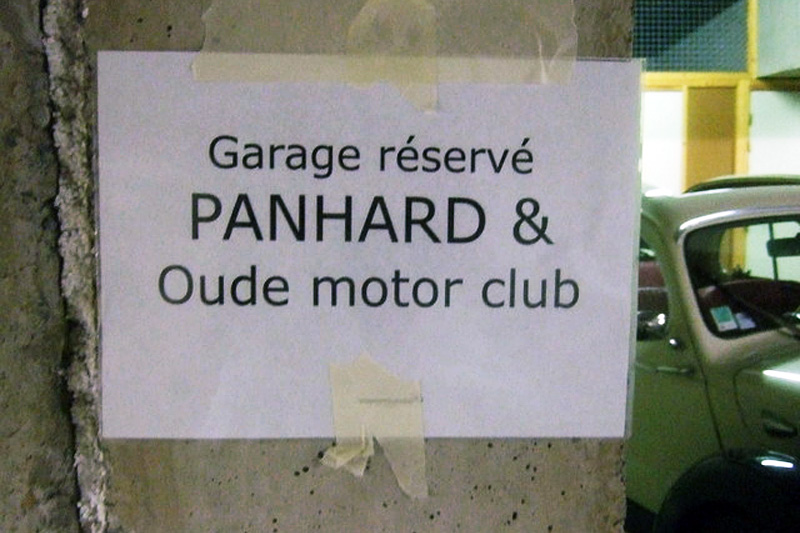 Garage réservé
PANHARD &
Oude motor club